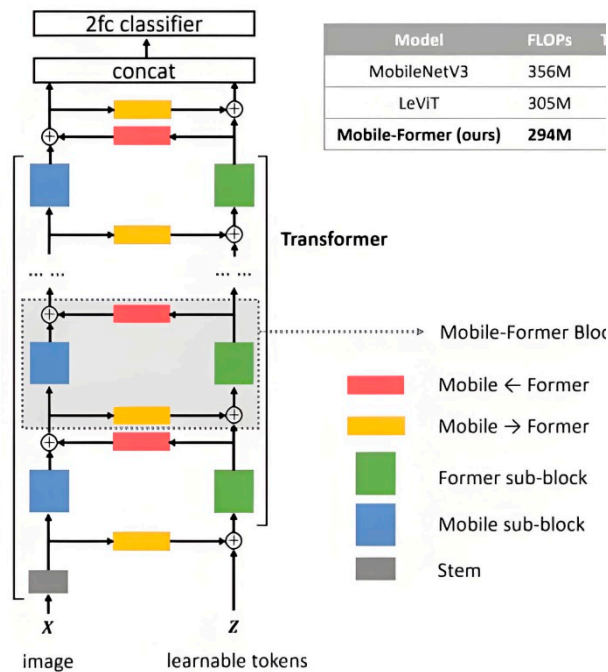 2fc classifier
concat
Model FLOPs T
MobileNetV3 356M
LeViT 305M
Mobile-Former (ours) 294M
Transformer
... ...
... ...
Mobile-Former Bloc
Mobile ← Former
Mobile → Former
Former sub-block
Mobile sub-block
Stem
X Z
image learnable tokens